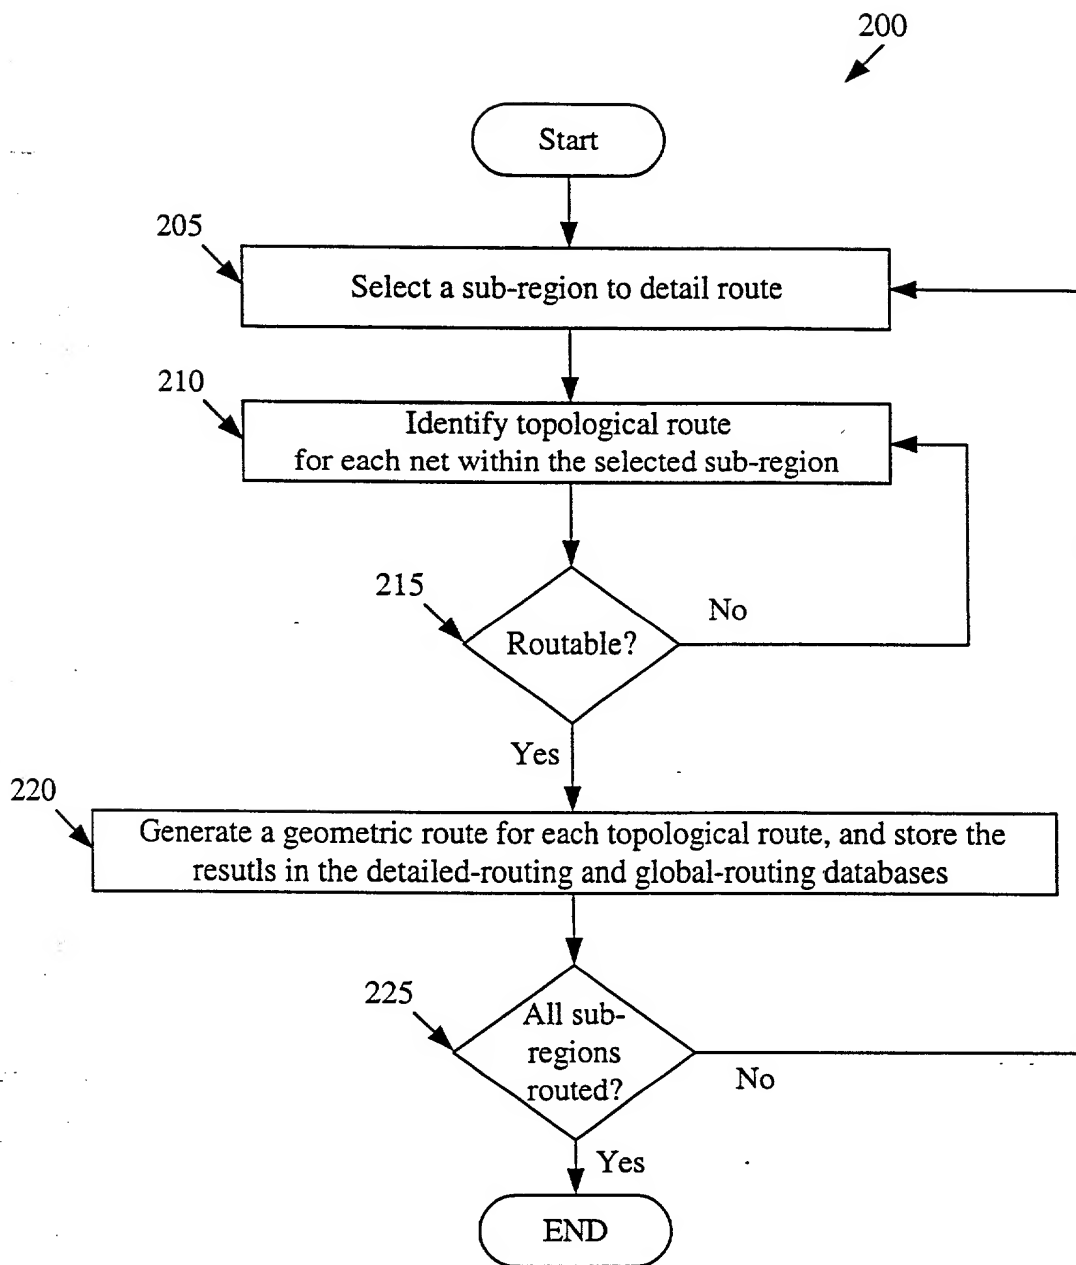 200
Start
205
Select a sub-region to detail route
210
Identify topological route
for each net within the selected sub-region
215
Routable?
No
Yes
220
Generate a geometric route for each topological route, and store the
resutls in the detailed-routing and global-routing databases
225
All sub-
regions
routed?
No
Yes
END